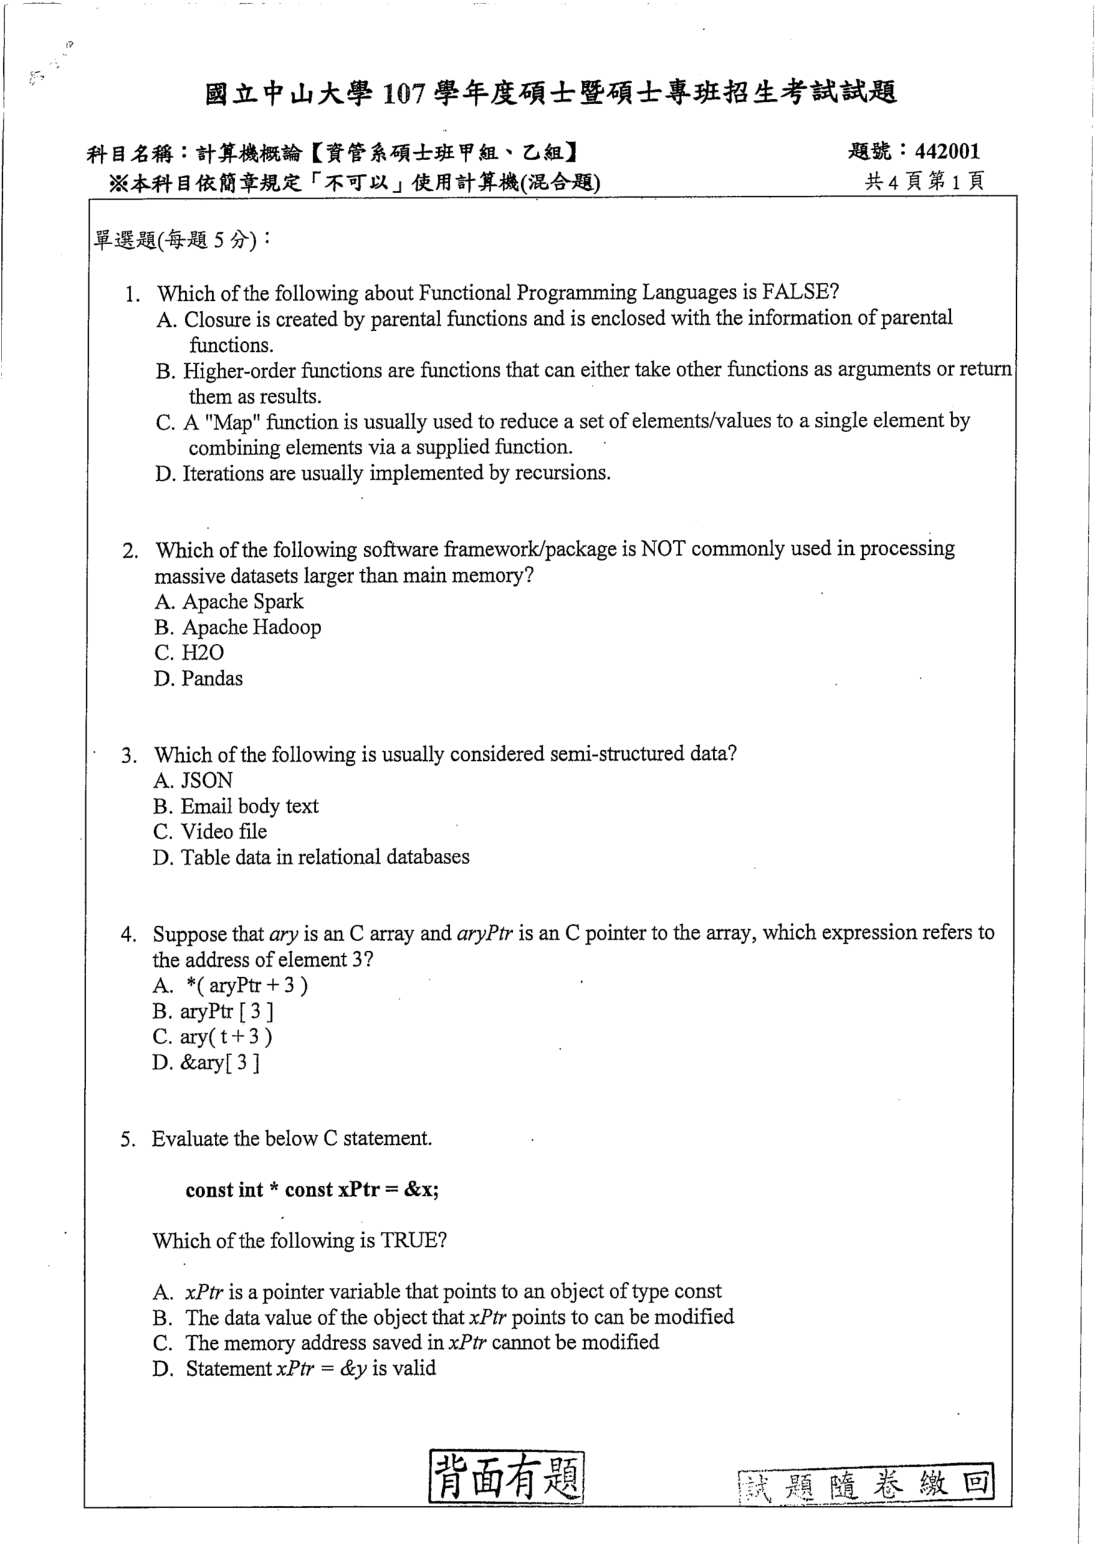 國立中山大學 107 學年度碩士暨碩士專班招生考試試題
科目名稱：計算機概論【資管系碩士班甲組、乙組】 題號：442001
※本科目依簡章規定「不可以」使用計算機(混合題) 共 4 頁第 1 頁
單選題(每題 5 分)：
1. Which of the following about Functional Programming Languages is FALSE?
A. Closure is created by parental functions and is enclosed with the information of parental
functions.
B. Higher-order functions are functions that can either take other functions as arguments or return
them as results.
C. A "Map" function is usually used to reduce a set of elements/values to a single element by
combining elements via a supplied function.
D. Iterations are usually implemented by recursions.
2. Which of the following software framework/package is NOT commonly used in processing
massive datasets larger than main memory?
A. Apache Spark
B. Apache Hadoop
C. H2O
D. Pandas
3. Which of the following is usually considered semi-structured data?
A. JSON
B. Email body text
C. Video file
D. Table data in relational databases
4. Suppose that ary is an C array and aryPtr is an C pointer to the array, which expression refers to
the address of element 3?
A. *( aryPtr + 3 )
B. aryPtr [ 3 ]
C. ary( t + 3 )
D. &ary[ 3 ]
5. Evaluate the below C statement.
const int * const xPtr = &x;
Which of the following is TRUE?
A. xPtr is a pointer variable that points to an object of type const
B. The data value of the object that xPtr points to can be modified
C. The memory address saved in xPtr cannot be modified
D. Statement xPtr = &y is valid
背面有題
試題隨卷繳回